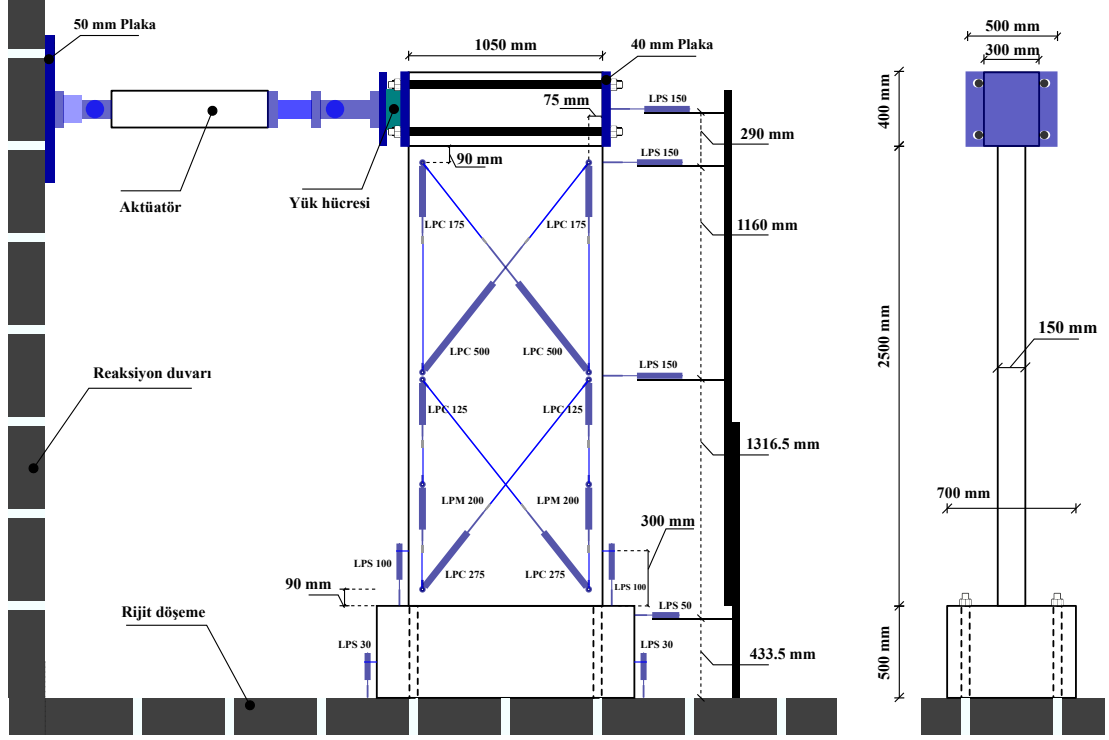 50 mm Plaka
1050 mm
40 mm Plaka
500 mm
300 mm
75 mm
LPS 150
400 mm
290 mm
90 mm
LPS 150
Aktüatör
Yük hücresi
LPC 175
LPC 175
1160 mm
2500 mm
150 mm
LPC 500
LPC 500
LPS 150
Reaksiyon duvarı
LPC 125
LPC 125
1316.5 mm
LPM 200
LPM 200
700 mm
300 mm
LPS 100
LPC 275
LPC 275
90 mm
LPS 100
Rijit döşeme
LPS 50
LPS 30
LPS 30
433.5 mm
500 mm